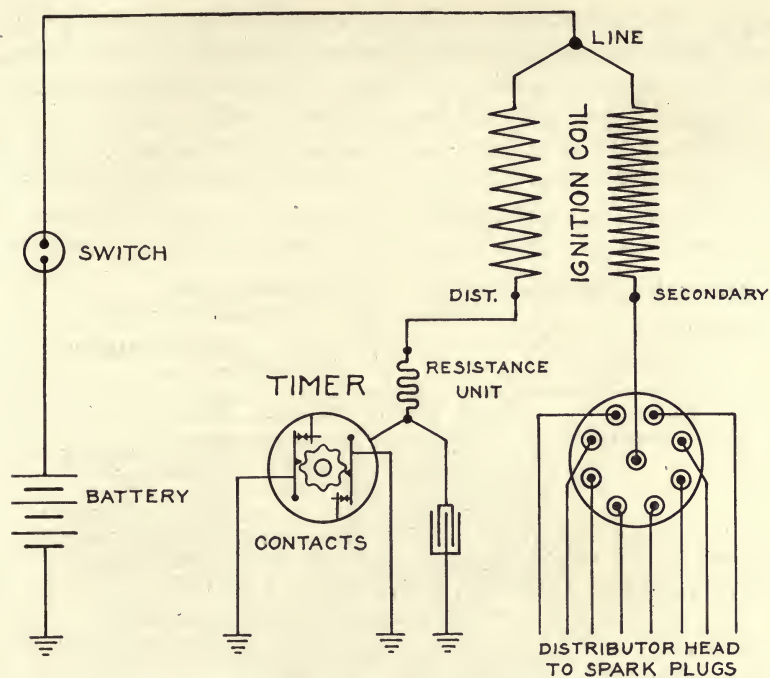 LINE
IGNITION COIL
SWITCH
DIST.
SECONDARY
RESISTANCE
UNIT
TIMER
BATTERY
CONTACTS
DISTRIBUTOR HEAD
TO SPARK PLUGS